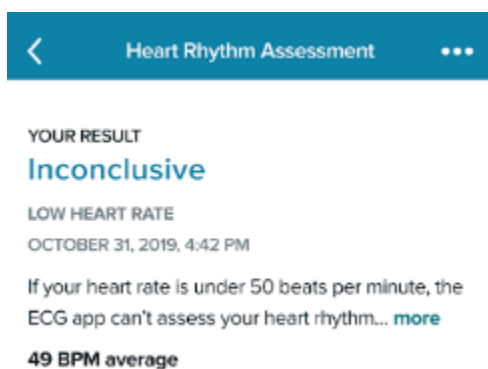 Heart Rhythm Assessment
YOUR RESULT
Inconclusive
LOW HEART RATE
OCTOBER 31, 2019, 4:42 PM
If your heart rate is under 50 beats per minute, the
ECG app can't assess your heart rhythm... more
49 BPM average